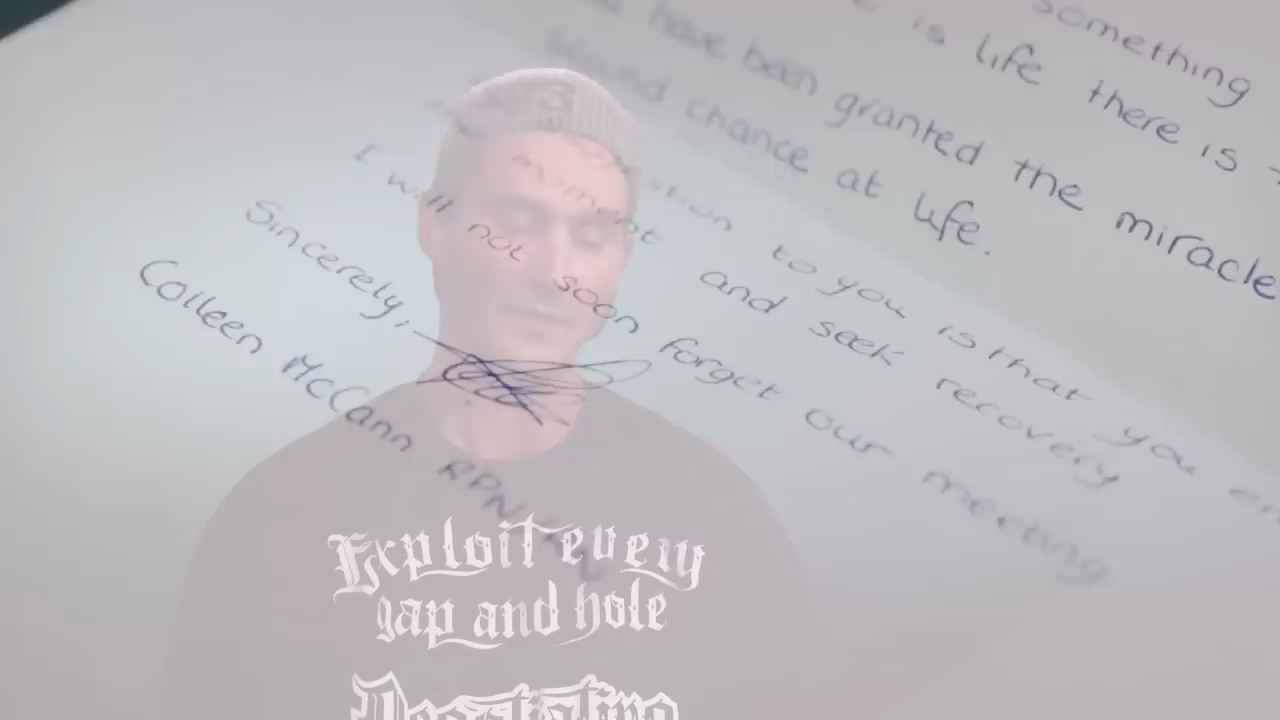 something
is life there is
have been granted the miracle
second chance at life.
to you is that you
moment and seek recovery
I will not soon forget our meeting
Sincerely,
Colleen McCann RPN
Exploit every
gap and hole